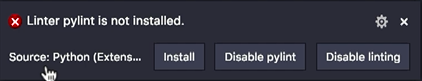 Linter pylint is not installed.
Source: Python (Extens... Install Disable pylint Disable linting